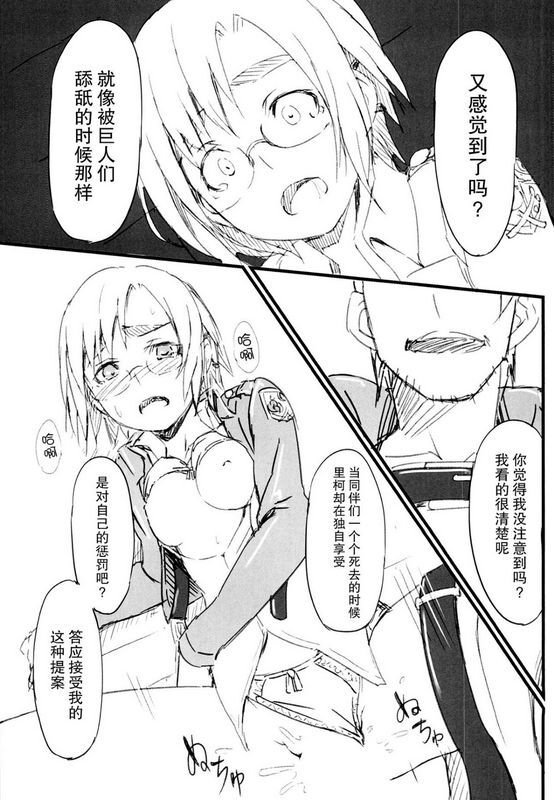 又感觉到了吗？
就像被巨人们
舔舐的时候那样
你觉得我没注意到吗？
我看的很清楚呢
当同伴们一个个死去的时候
里柯却在独自享受
哈啊
哈啊
是对自己的惩罚吧？
答应接受我的
这种提案
ぬちゅ
ぬちゅ